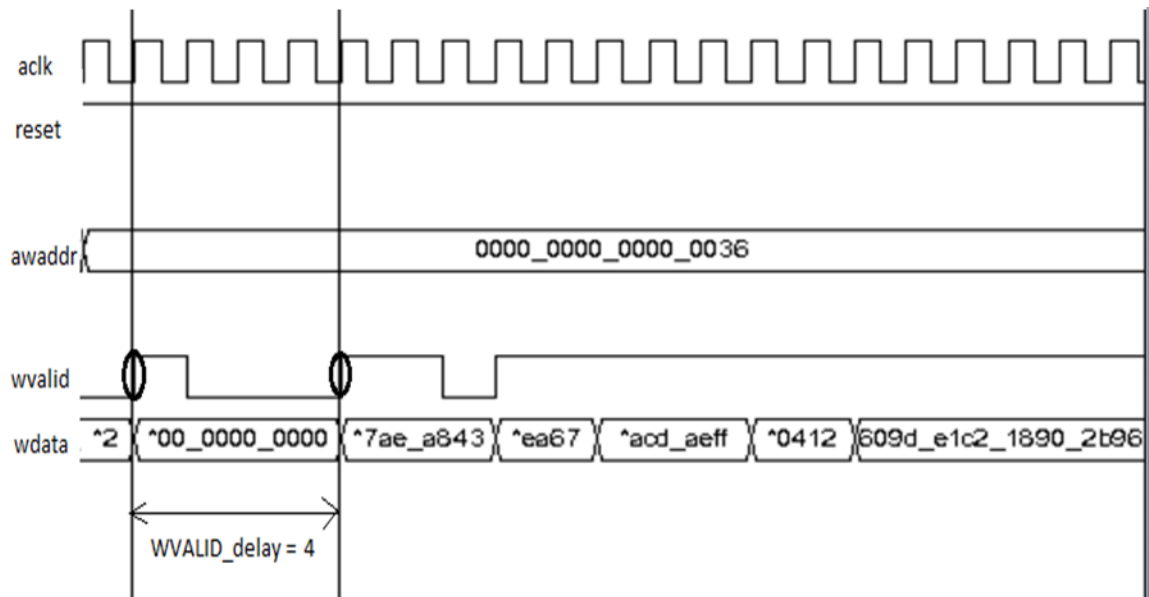 aclk
reset
awaddr 0000_0000_0000_0036
wvalid
wdata ^2 ^00_0000_0000 ^7ae_a843 ^ea67 ^acd_aeff ^0412 609d_e1c2_1890_2b96
WVALID_delay = 4